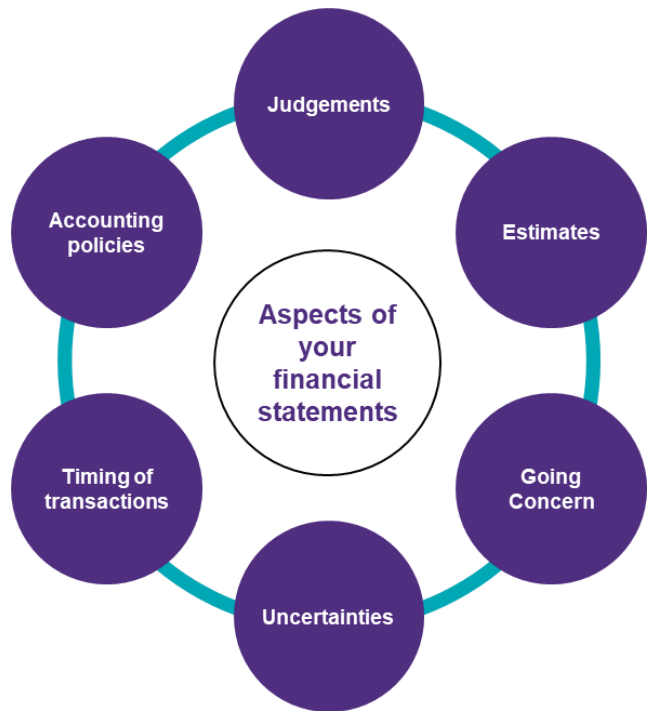 Judgements
Accounting
policies
Estimates
Aspects of
your
financial
statements
Timing of
transactions
Going
Concern
Uncertainties